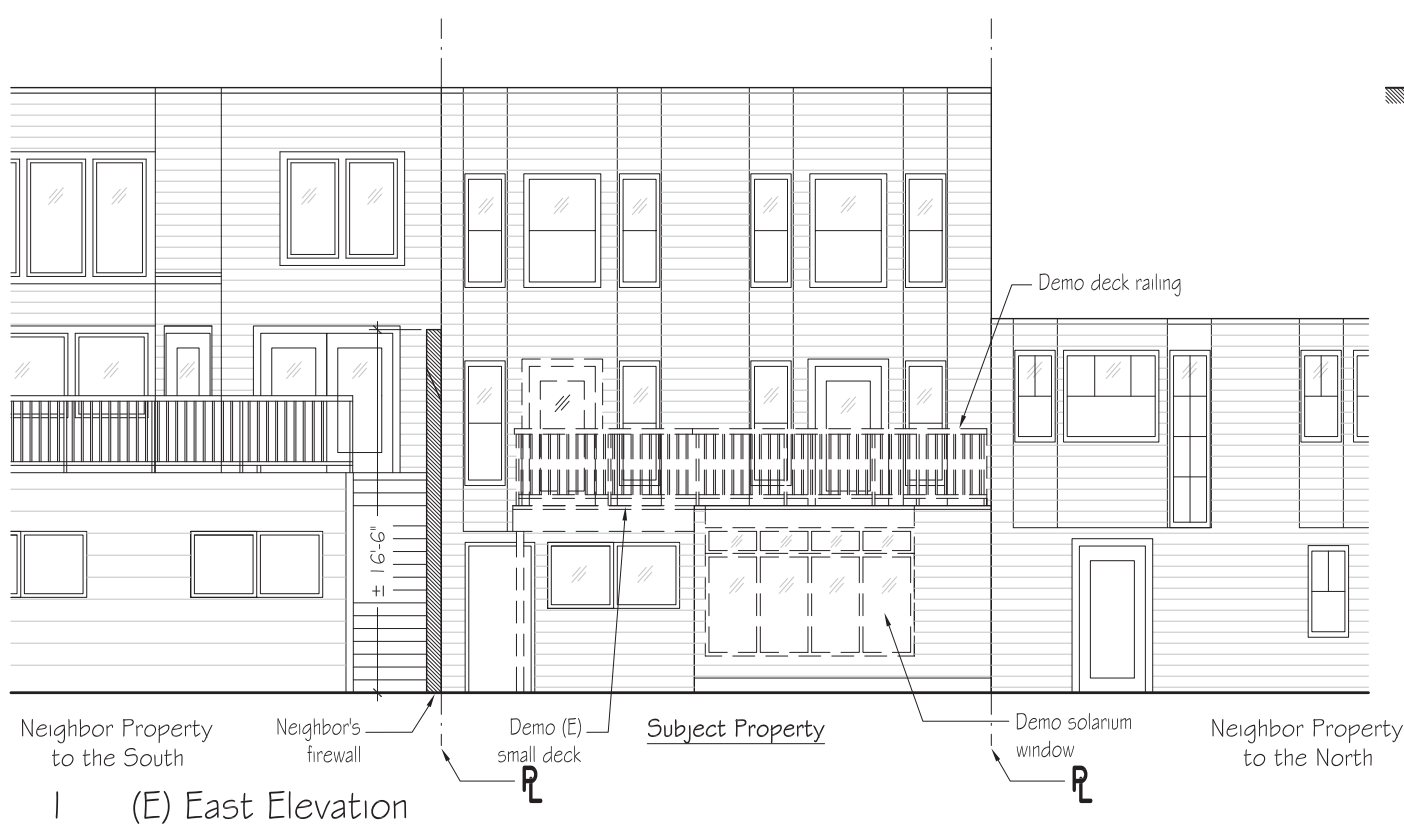 Demo deck railing
± 16'-6"
Neighbor Property
to the South
Neighbor's
firewall
Demo (E)
small deck
Subject Property
Demo solarium
window
Neighbor Property
to the North
PL
PL
1 (E) East Elevation